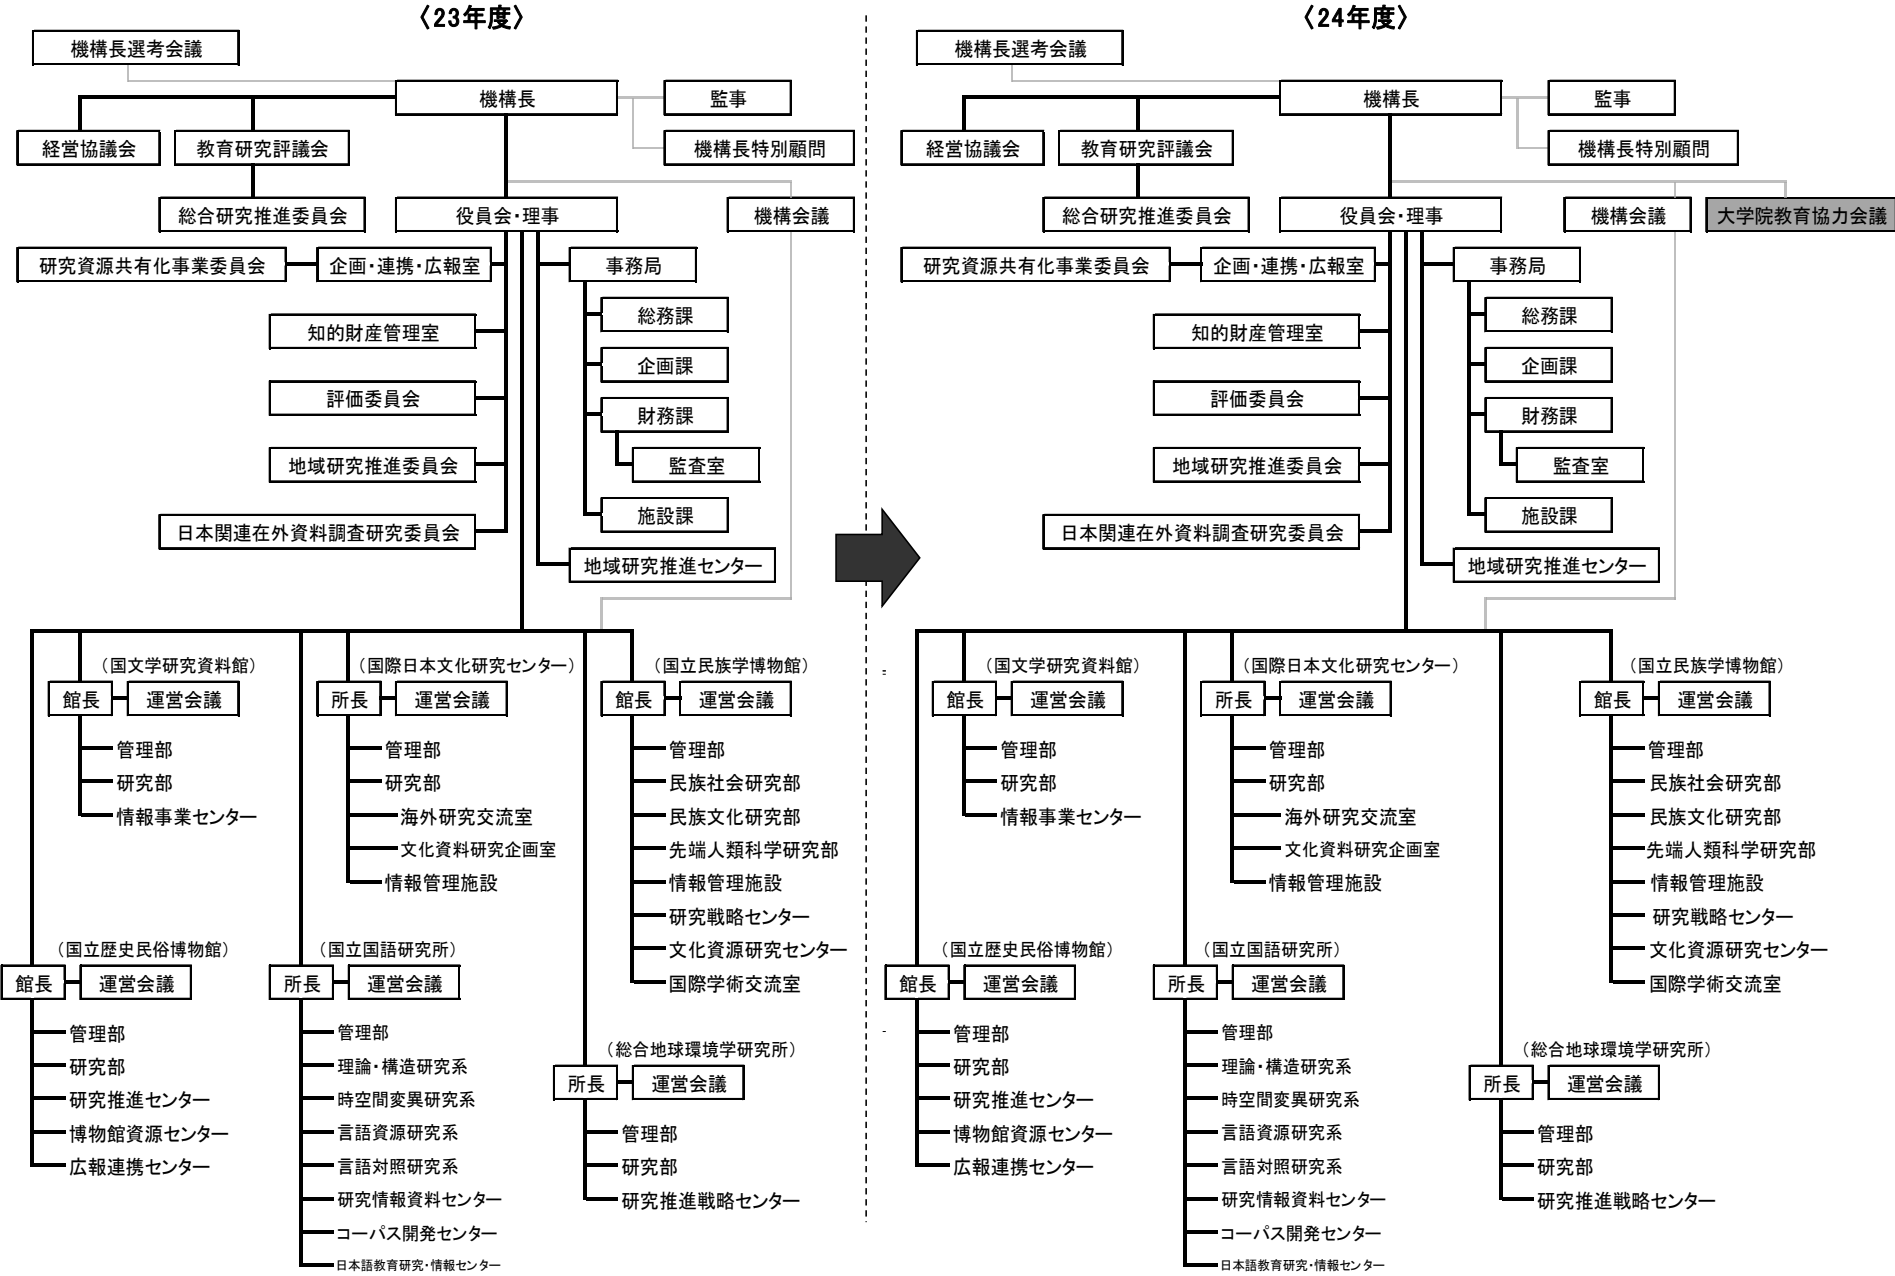 〈23年度〉
機構長選考会議
機構長
監事
経営協議会
教育研究評議会
機構長特別顧問
総合研究推進委員会
役員会・理事
機構会議
研究資源共有化事業委員会
企画・連携・広報室
事務局
総務課
知的財産管理室
企画課
評価委員会
財務課
地域研究推進委員会
監査室
施設課
日本関連在外資料調査研究委員会
地域研究推進センター
（国文学研究資料館）
館長
運営会議
管理部
研究部
情報事業センター
（国際日本文化研究センター）
所長
運営会議
管理部
研究部
海外研究交流室
文化資料研究企画室
情報管理施設
（国立民族学博物館）
館長
運営会議
管理部
民族社会研究部
民族文化研究部
先端人類科学研究部
情報管理施設
研究戦略センター
文化資源研究センター
国際学術交流室
（国立歴史民俗博物館）
館長
運営会議
管理部
研究部
研究推進センター
博物館資源センター
広報連携センター
（国立国語研究所）
所長
運営会議
管理部
理論・構造研究系
時空間変異研究系
言語資源研究系
言語対照研究系
研究情報資料センター
コーパス開発センター
日本語教育研究・情報センター
（総合地球環境学研究所）
所長
運営会議
管理部
研究部
研究推進戦略センター
〈24年度〉
機構長選考会議
機構長
監事
経営協議会
教育研究評議会
機構長特別顧問
総合研究推進委員会
役員会・理事
機構会議
大学院教育協力会議
研究資源共有化事業委員会
企画・連携・広報室
事務局
総務課
知的財産管理室
企画課
評価委員会
財務課
地域研究推進委員会
監査室
施設課
日本関連在外資料調査研究委員会
地域研究推進センター
（国文学研究資料館）
館長
運営会議
管理部
研究部
情報事業センター
（国際日本文化研究センター）
所長
運営会議
管理部
研究部
海外研究交流室
文化資料研究企画室
情報管理施設
（国立民族学博物館）
館長
運営会議
管理部
民族社会研究部
民族文化研究部
先端人類科学研究部
情報管理施設
研究戦略センター
文化資源研究センター
国際学術交流室
（国立歴史民俗博物館）
館長
運営会議
管理部
研究部
研究推進センター
博物館資源センター
広報連携センター
（国立国語研究所）
所長
運営会議
管理部
理論・構造研究系
時空間変異研究系
言語資源研究系
言語対照研究系
研究情報資料センター
コーパス開発センター
日本語教育研究・情報センター
（総合地球環境学研究所）
所長
運営会議
管理部
研究部
研究推進戦略センター